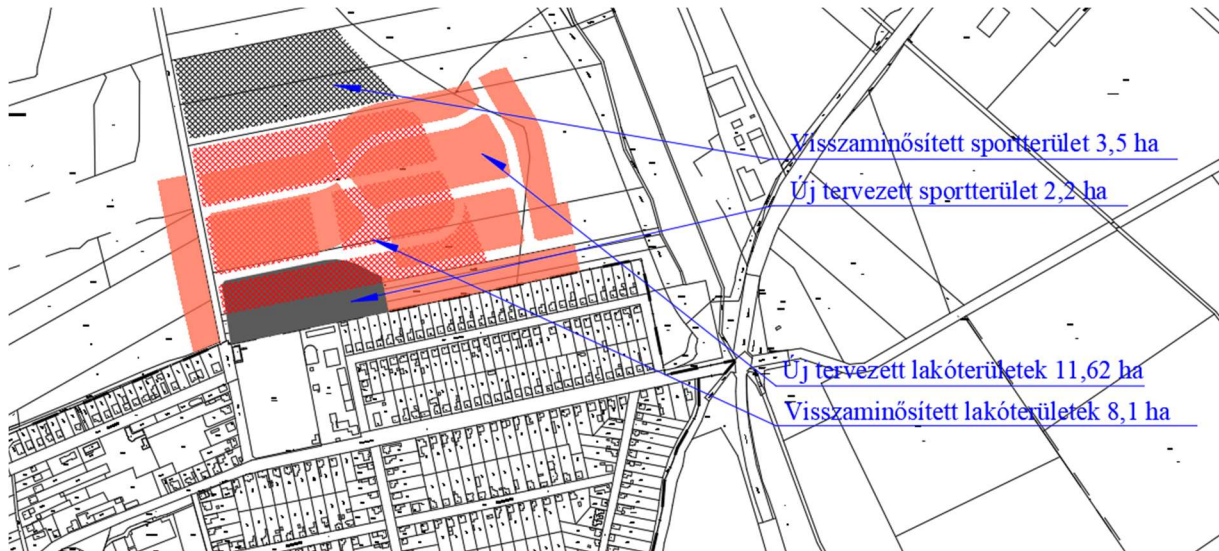 Visszaminősített sportterület 3,5 ha
Új tervezett sportterület 2,2 ha
Új tervezett lakóterületek 11,62 ha
Visszaminősített lakóterületek 8,1 ha